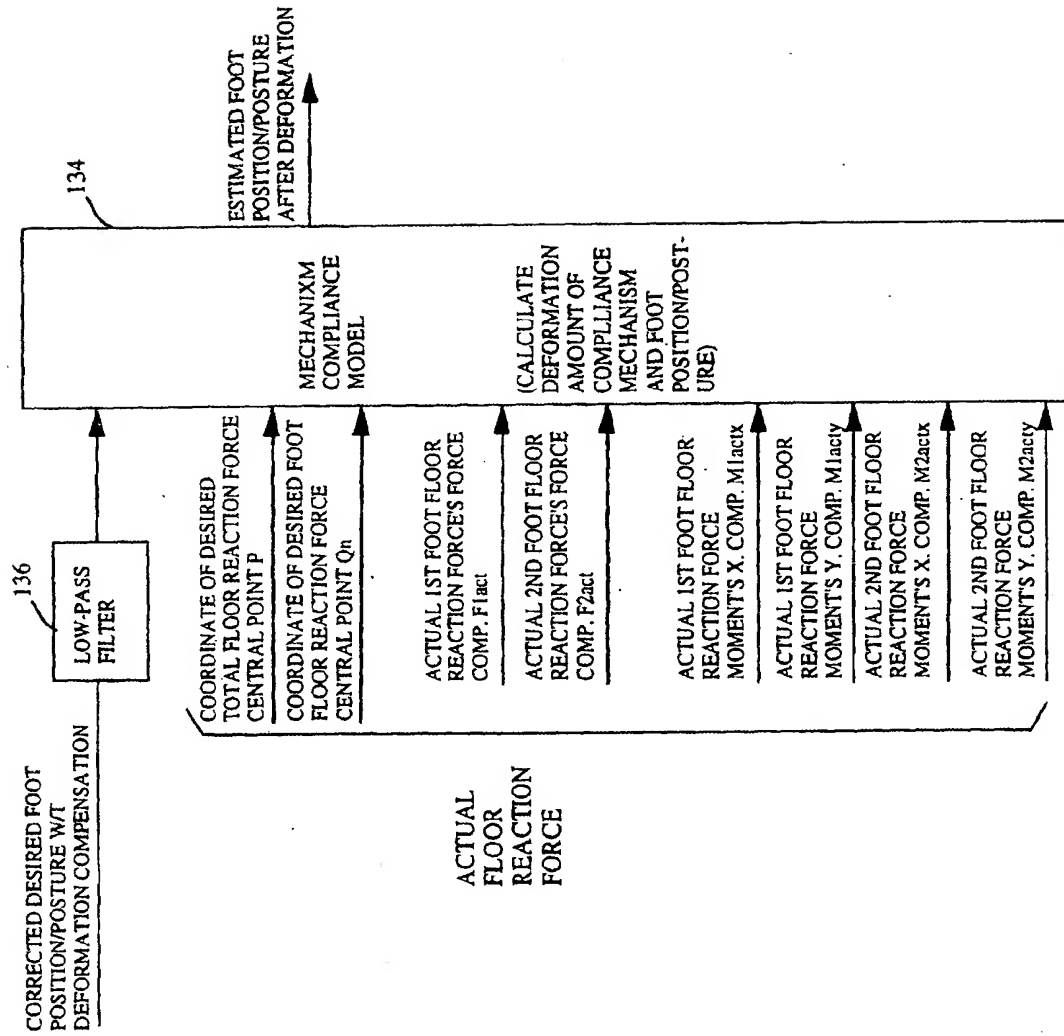 CORRECTED DESIRED FOOT
POSITION/POSTURE W/T
DEFORMATION COMPENSATION
136
LOW-PASS
FILTER
134
ESTIMATED FOOT
POSITION/POSTURE
AFTER DEFORMATION
COORDINATE OF DESIRED
TOTAL FLOOR REACTION FORCE
CENTRAL POINT P
COORDINATE OF DESIRED FOOT
FLOOR REACTION FORCE
CENTRAL POINT Qn
MECHANIXM
COMPLIANCE
MODEL
ACTUAL
FLOOR
REACTION
FORCE
ACTUAL 1ST FOOT FLOOR
REACTION FORCE'S FORCE
COMP. F1act
ACTUAL 2ND FOOT FLOOR
REACTION FORCE'S FORCE
COMP. F2act
(CALCULATE
DEFORMATION
AMOUNT OF
COMPLLIANCE
MECHANISM
AND FOOT
POSITION/POST-
URE)
ACTUAL 1ST FOOT FLOOR
REACTION FORCE
MOMENT'S X. COMP. M1actx
ACTUAL 1ST FOOT FLOOR
REACTION FORCE
MOMENT'S Y. COMP. M1acty
ACTUAL 2ND FOOT FLOOR
REACTION FORCE
MOMENT'S X. COMP. M2actx
ACTUAL 2ND FOOT FLOOR
REACTION FORCE
MOMENT'S Y. COMP. M2acty